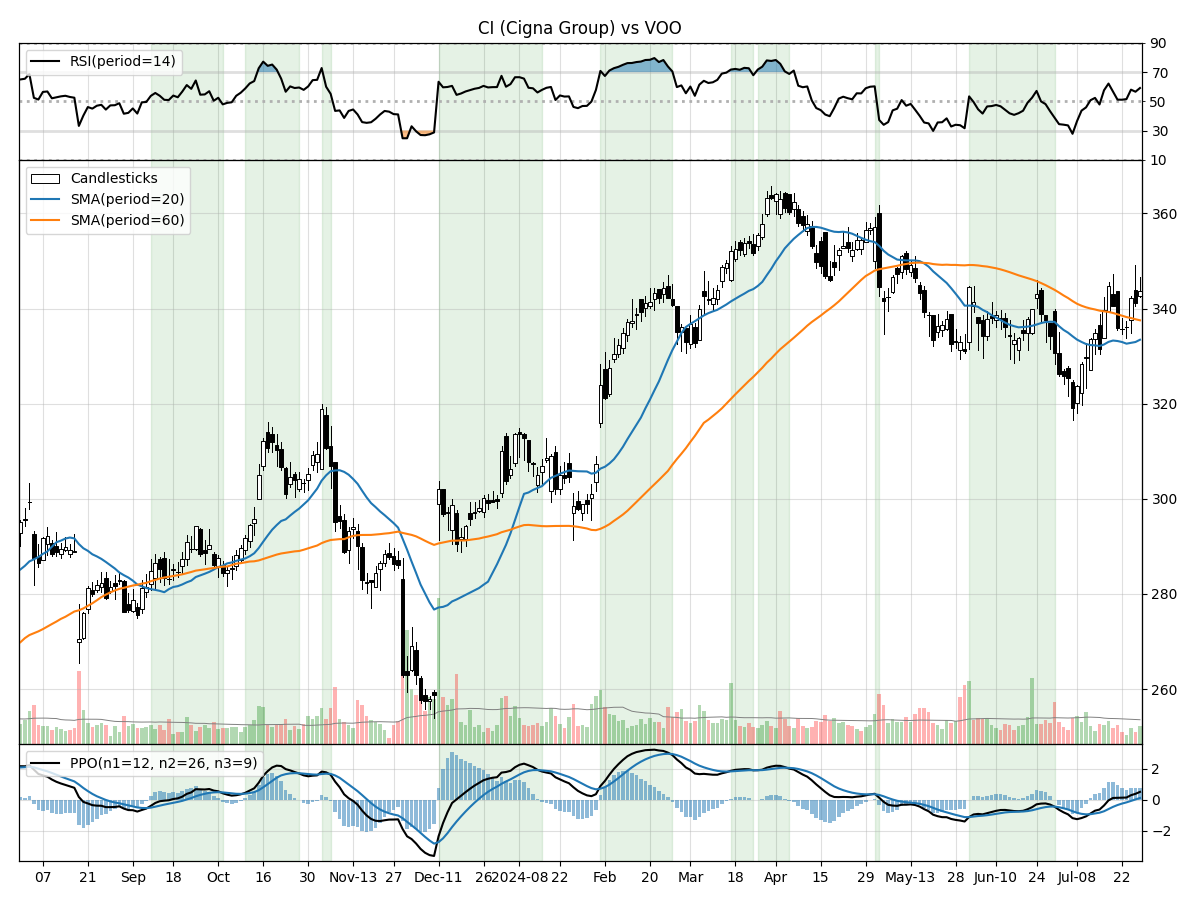 CI (Cigna Group) vs VOO
RSI(period=14)
90
70
50
30
10
Candlesticks
SMA(period=20)
SMA(period=60)
360
340
320
300
280
260
PPO(n1=12, n2=26, n3=9)
2
0
−2
07 21 Sep 18 Oct 16 30 Nov-13 27 Dec-11 26 2024-08 22 Feb 20 Mar 18 Apr 15 29 May-13 28 Jun-10 24 Jul-08 22